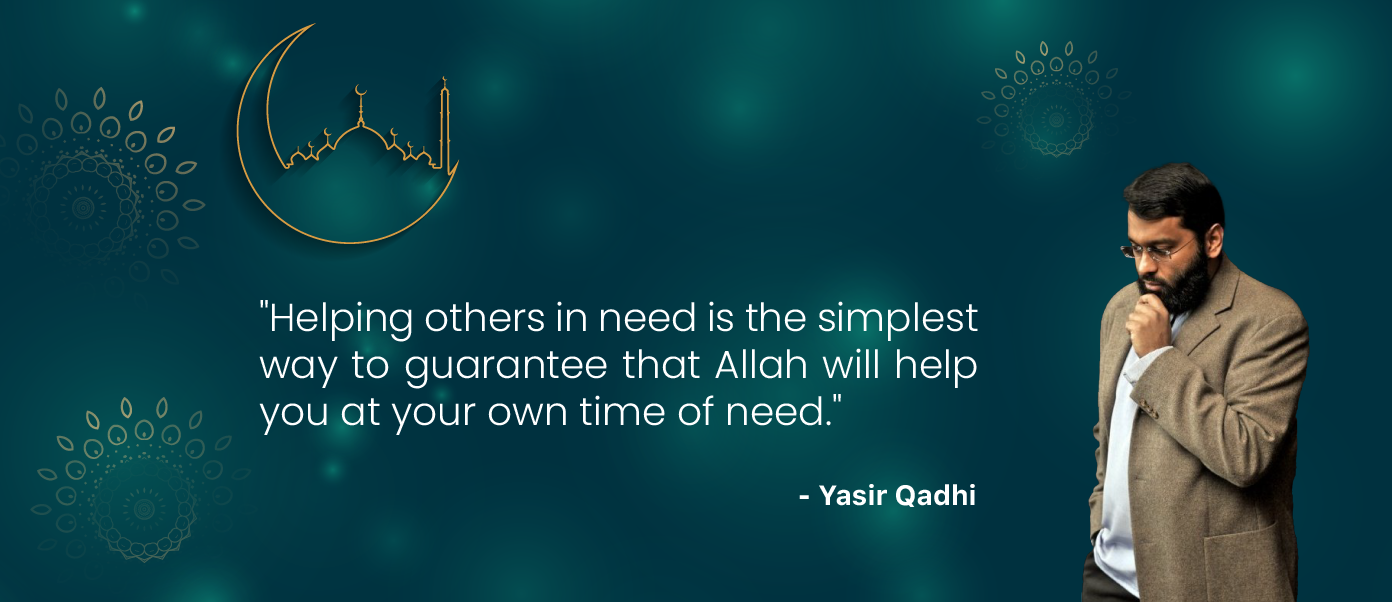 "Helping others in need is the simplest
way to guarantee that Allah will help
you at your own time of need."
- Yasir Qadhi